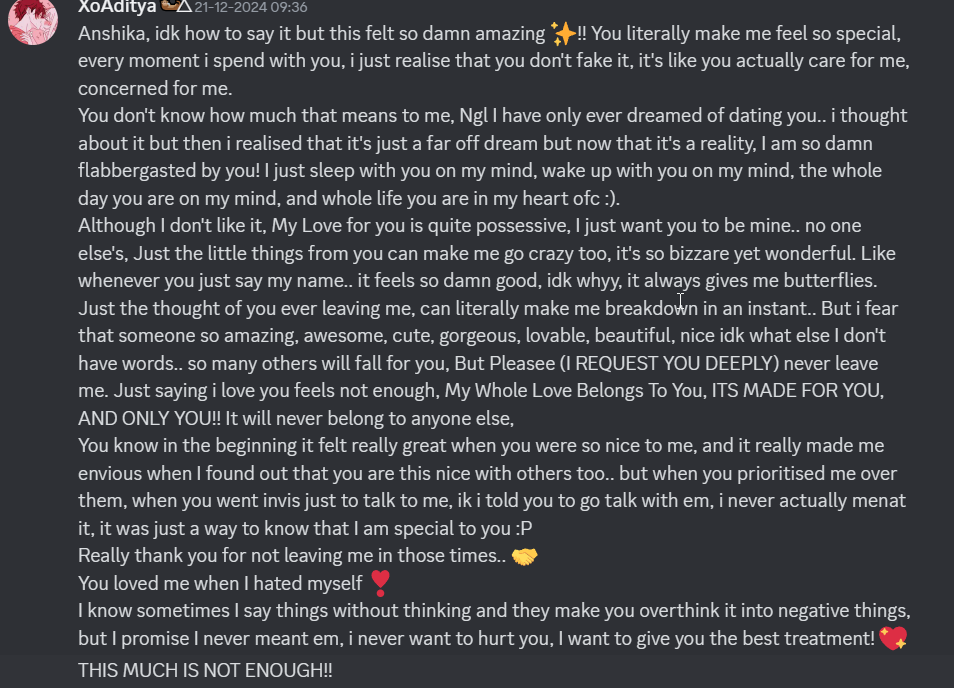 XoAditya 21-12-2024 09:36
Anshika, idk how to say it but this felt so damn amazing ✨!! You literally make me feel so special,
every moment i spend with you, i just realise that you don't fake it, it's like you actually care for me,
concerned for me.
You don't know how much that means to me, Ngl I have only ever dreamed of dating you.. i thought
about it but then i realised that it's just a far off dream but now that it's a reality, I am so damn
flabbergasted by you! I just sleep with you on my mind, wake up with you on my mind, the whole
day you are on my mind, and whole life you are in my heart ofc :).
Although I don't like it, My Love for you is quite possessive, I just want you to be mine.. no one
else's, Just the little things from you can make me go crazy too, it's so bizzare yet wonderful. Like
whenever you just say my name.. it feels so damn good, idk whyy, it always gives me butterflies.
Just the thought of you ever leaving me, can literally make me breakdown in an instant.. But i fear
that someone so amazing, awesome, cute, gorgeous, lovable, beautiful, nice idk what else I don't
have words.. so many others will fall for you, But Pleasee (I REQUEST YOU DEEPLY) never leave
me. Just saying i love you feels not enough, My Whole Love Belongs To You, ITS MADE FOR YOU,
AND ONLY YOU!! It will never belong to anyone else,
You know in the beginning it felt really great when you were so nice to me, and it really made me
envious when I found out that you are this nice with others too.. but when you prioritised me over
them, when you went invis just to talk to me, ik i told you to go talk with em, i never actually menat
it, it was just a way to know that I am special to you :P
Really thank you for not leaving me in those times.. 🤝
You loved me when I hated myself ❣️
I know sometimes I say things without thinking and they make you overthink it into negative things,
but I promise I never meant em, i never want to hurt you, I want to give you the best treatment! 💖
THIS MUCH IS NOT ENOUGH!!